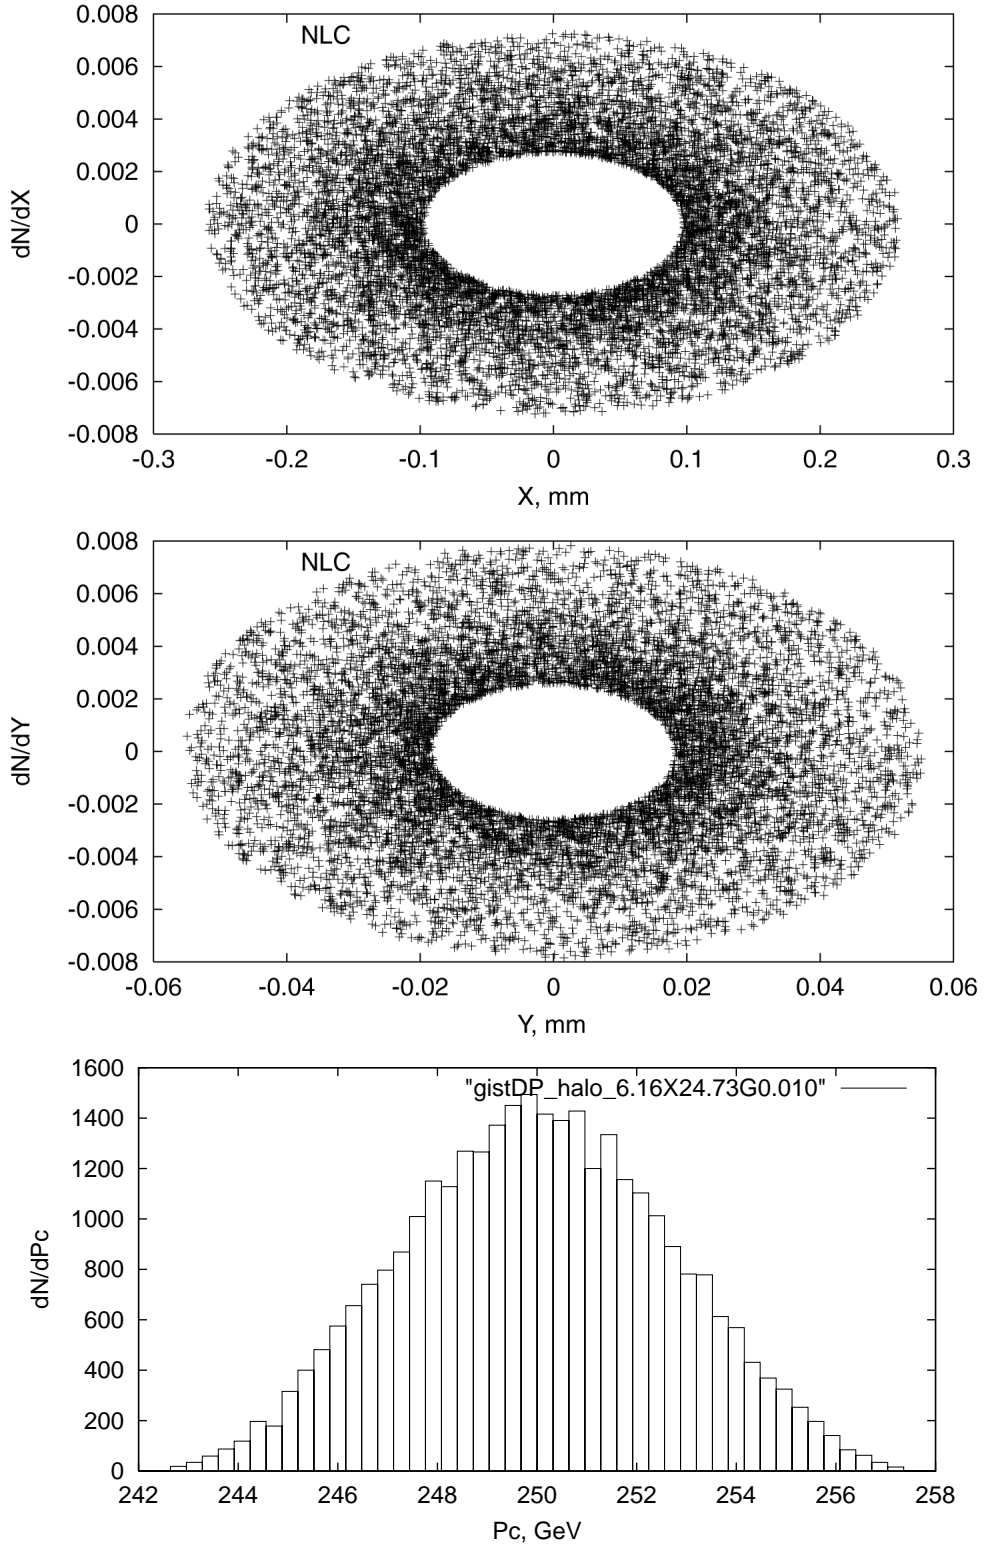 NLC
0.008
0.006
0.004
0.002
0
-0.002
-0.004
-0.006
-0.008
dN/dX
-0.3 -0.2 -0.1 0 0.1 0.2 0.3
X, mm
NLC
0.008
0.006
0.004
0.002
0
-0.002
-0.004
-0.006
-0.008
dN/dY
-0.06 -0.04 -0.02 0 0.02 0.04 0.06
Y, mm
"gistDP_halo_6.16X24.73G0.010"
1600
1400
1200
1000
800
600
400
200
0
dN/dPc
242 244 246 248 250 252 254 256 258
Pc, GeV